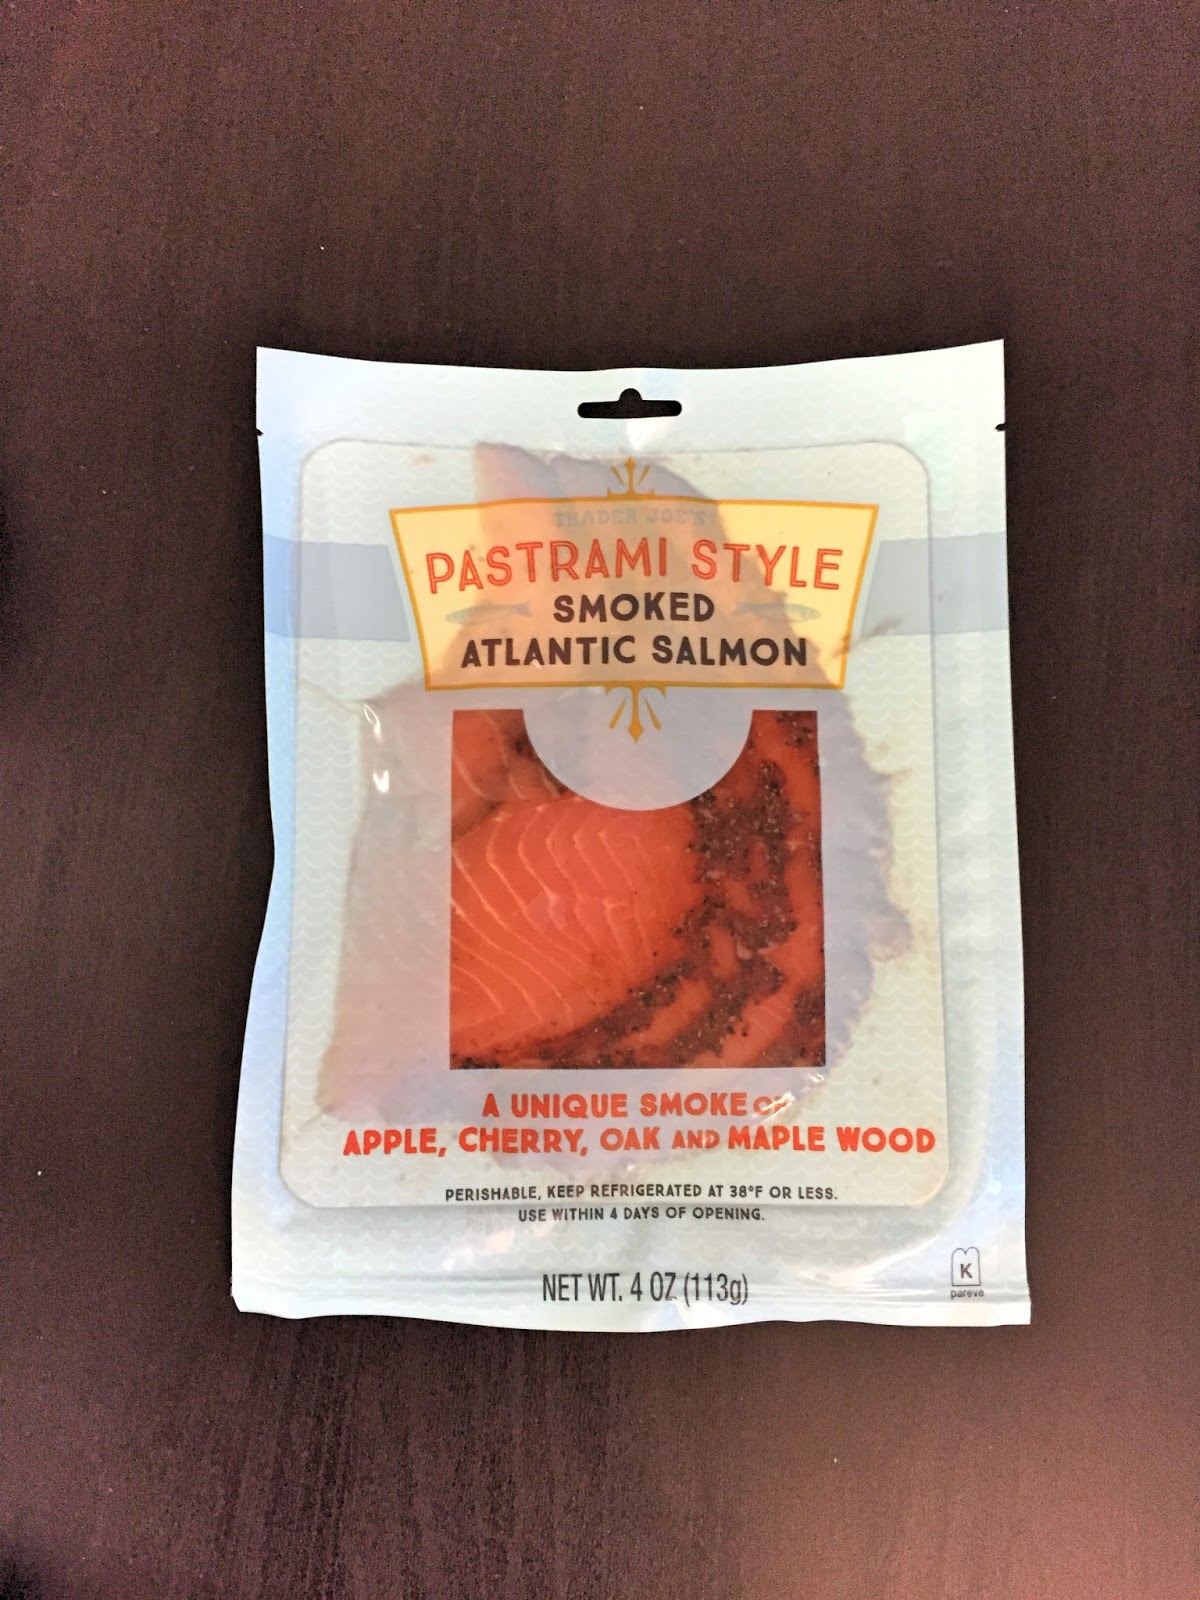 TRADER JOE'S
PASTRAMI STYLE
SMOKED
ATLANTIC SALMON
A UNIQUE SMOKE OF
APPLE, CHERRY, OAK AND MAPLE WOOD
PERISHABLE, KEEP REFRIGERATED AT 38°F OR LESS.
USE WITHIN 4 DAYS OF OPENING.
NET WT. 4 OZ (113g)
K
pareve